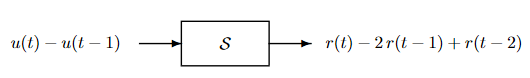 u(t) − u(t − 1) S r(t) − 2 r(t − 1) + r(t − 2)